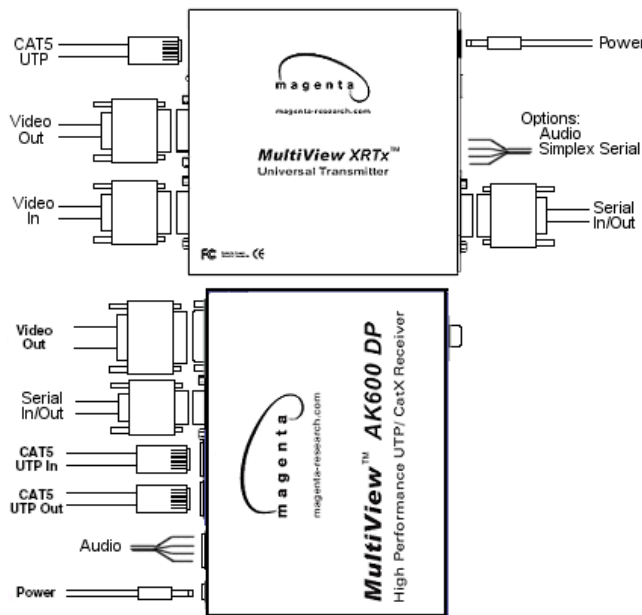 CAT5
UTP
Power
magenta
magenta-research.com
Video
Out
Options:
Audio
Simplex Serial
MultiView XRTx™
Universal Transmitter
Video
In
Serial
In/Out
FC CE
Video
Out
Serial
In/Out
CAT5
UTP In
CAT5
UTP Out
Audio
Power
magenta
magenta-research.com
MultiView™ AK600 DP
High Performance UTP/ CatX Receiver